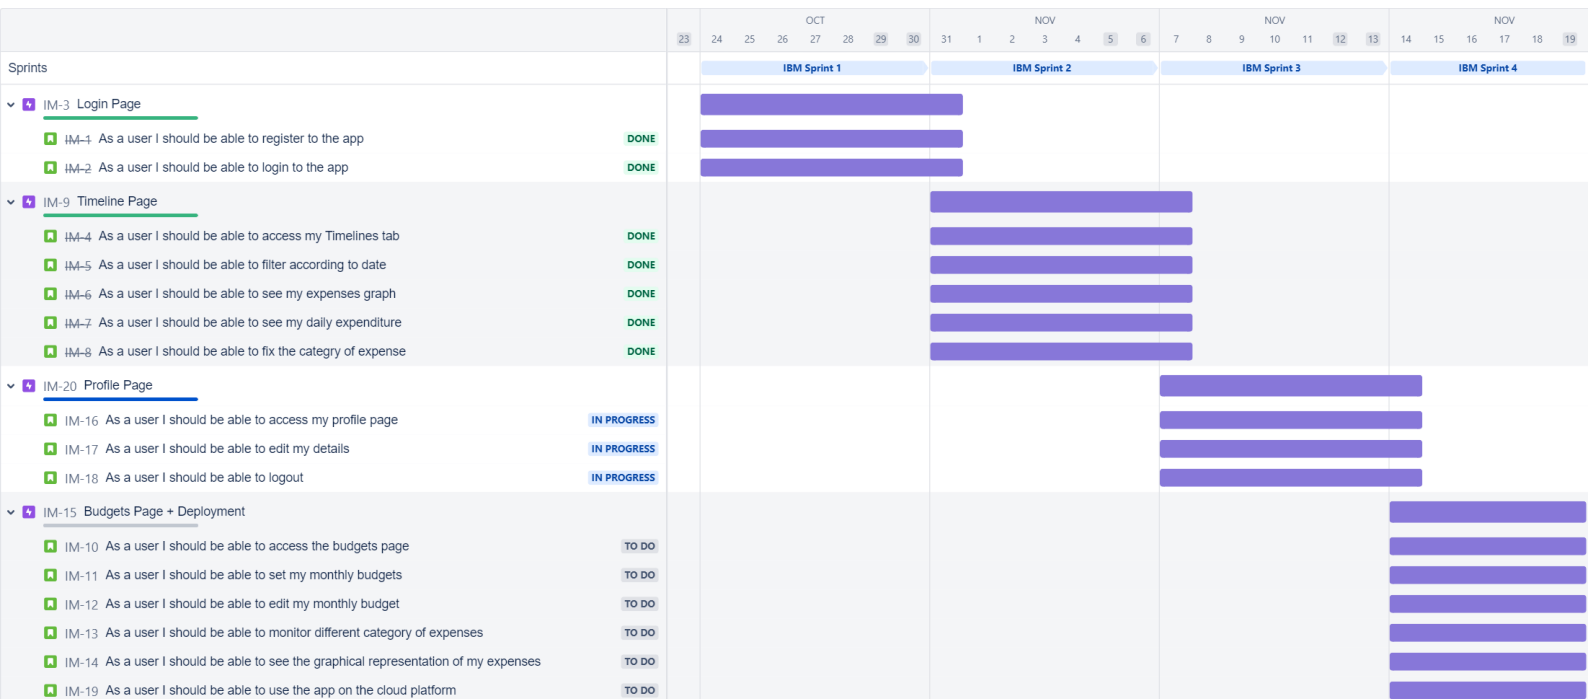 OCT NOV NOV NOV
23 24 25 26 27 28 29 30 31 1 2 3 4 5 6 7 8 9 10 11 12 13 14 15 16 17 18 19
Sprints IBM Sprint 1 IBM Sprint 2 IBM Sprint 3 IBM Sprint 4
IM-3 Login Page
IM-1 As a user I should be able to register to the app DONE
IM-2 As a user I should be able to login to the app DONE
IM-9 Timeline Page
IM-4 As a user I should be able to access my Timelines tab DONE
IM-5 As a user I should be able to filter according to date DONE
IM-6 As a user I should be able to see my expenses graph DONE
IM-7 As a user I should be able to see my daily expenditure DONE
IM-8 As a user I should be able to fix the categry of expense DONE
IM-20 Profile Page
IM-16 As a user I should be able to access my profile page IN PROGRESS
IM-17 As a user I should be able to edit my details IN PROGRESS
IM-18 As a user I should be able to logout IN PROGRESS
IM-15 Budgets Page + Deployment
IM-10 As a user I should be able to access the budgets page TO DO
IM-11 As a user I should be able to set my monthly budgets TO DO
IM-12 As a user I should be able to edit my monthly budget TO DO
IM-13 As a user I should be able to monitor different category of expenses TO DO
IM-14 As a user I should be able to see the graphical representation of my expenses TO DO
IM-19 As a user I should be able to use the app on the cloud platform TO DO